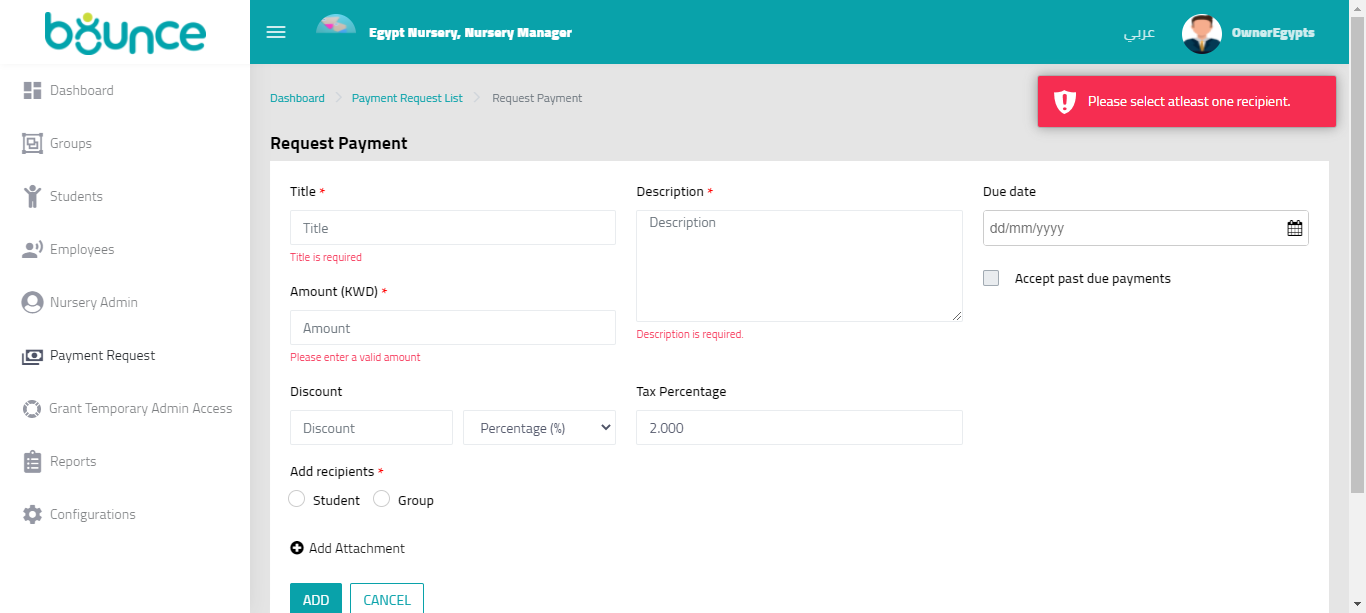 bounce
Egypt Nursery, Nursery Manager
عربي
OwnerEgypts
Dashboard
Groups
Students
Employees
Nursery Admin
Payment Request
Grant Temporary Admin Access
Reports
Configurations
Dashboard
Payment Request List
Request Payment
Please select atleast one recipient.
Request Payment
Title *
Title
Title is required
Amount (KWD) *
Amount
Please enter a valid amount
Description *
Description
Description is required.
Due date
dd/mm/yyyy
Accept past due payments
Discount
Discount
Percentage (%)
Tax Percentage
2.000
Add recipients *
Student
Group
Add Attachment
ADD
CANCEL